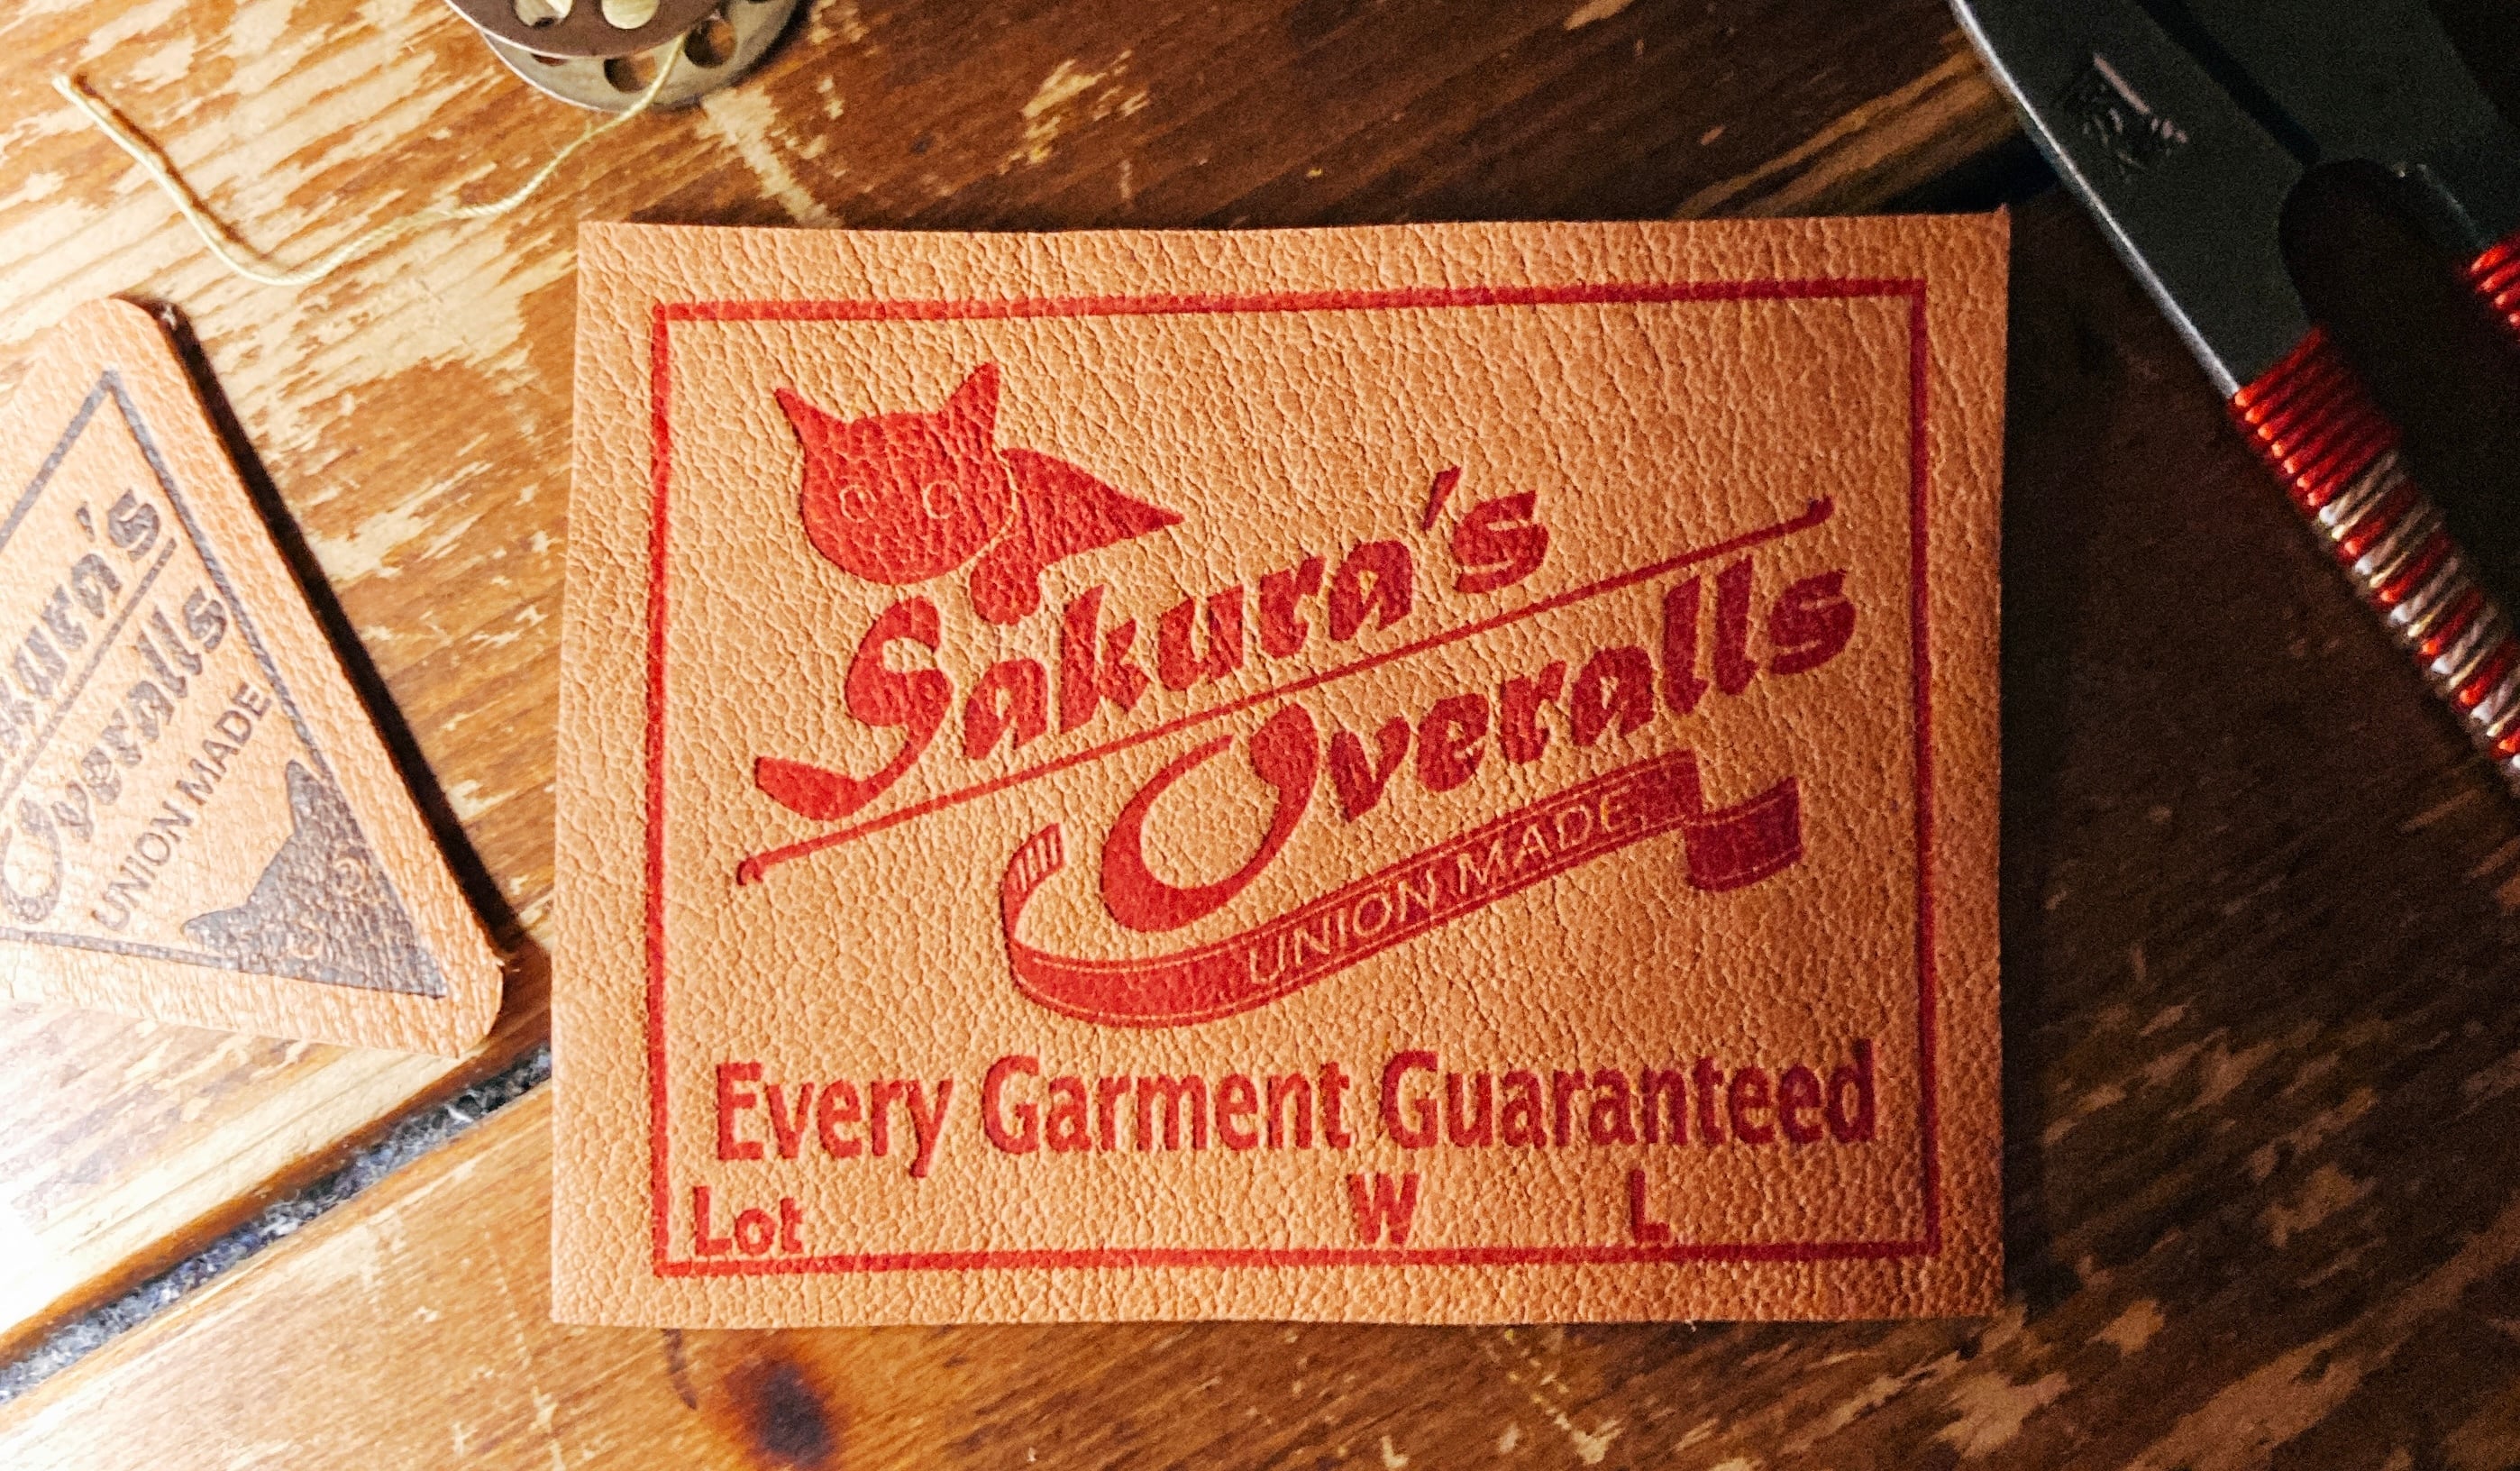 Sakura's
Overalls
UNION MADE
Every Garment Guaranteed
Lot W L
Overalls
UNION MADE